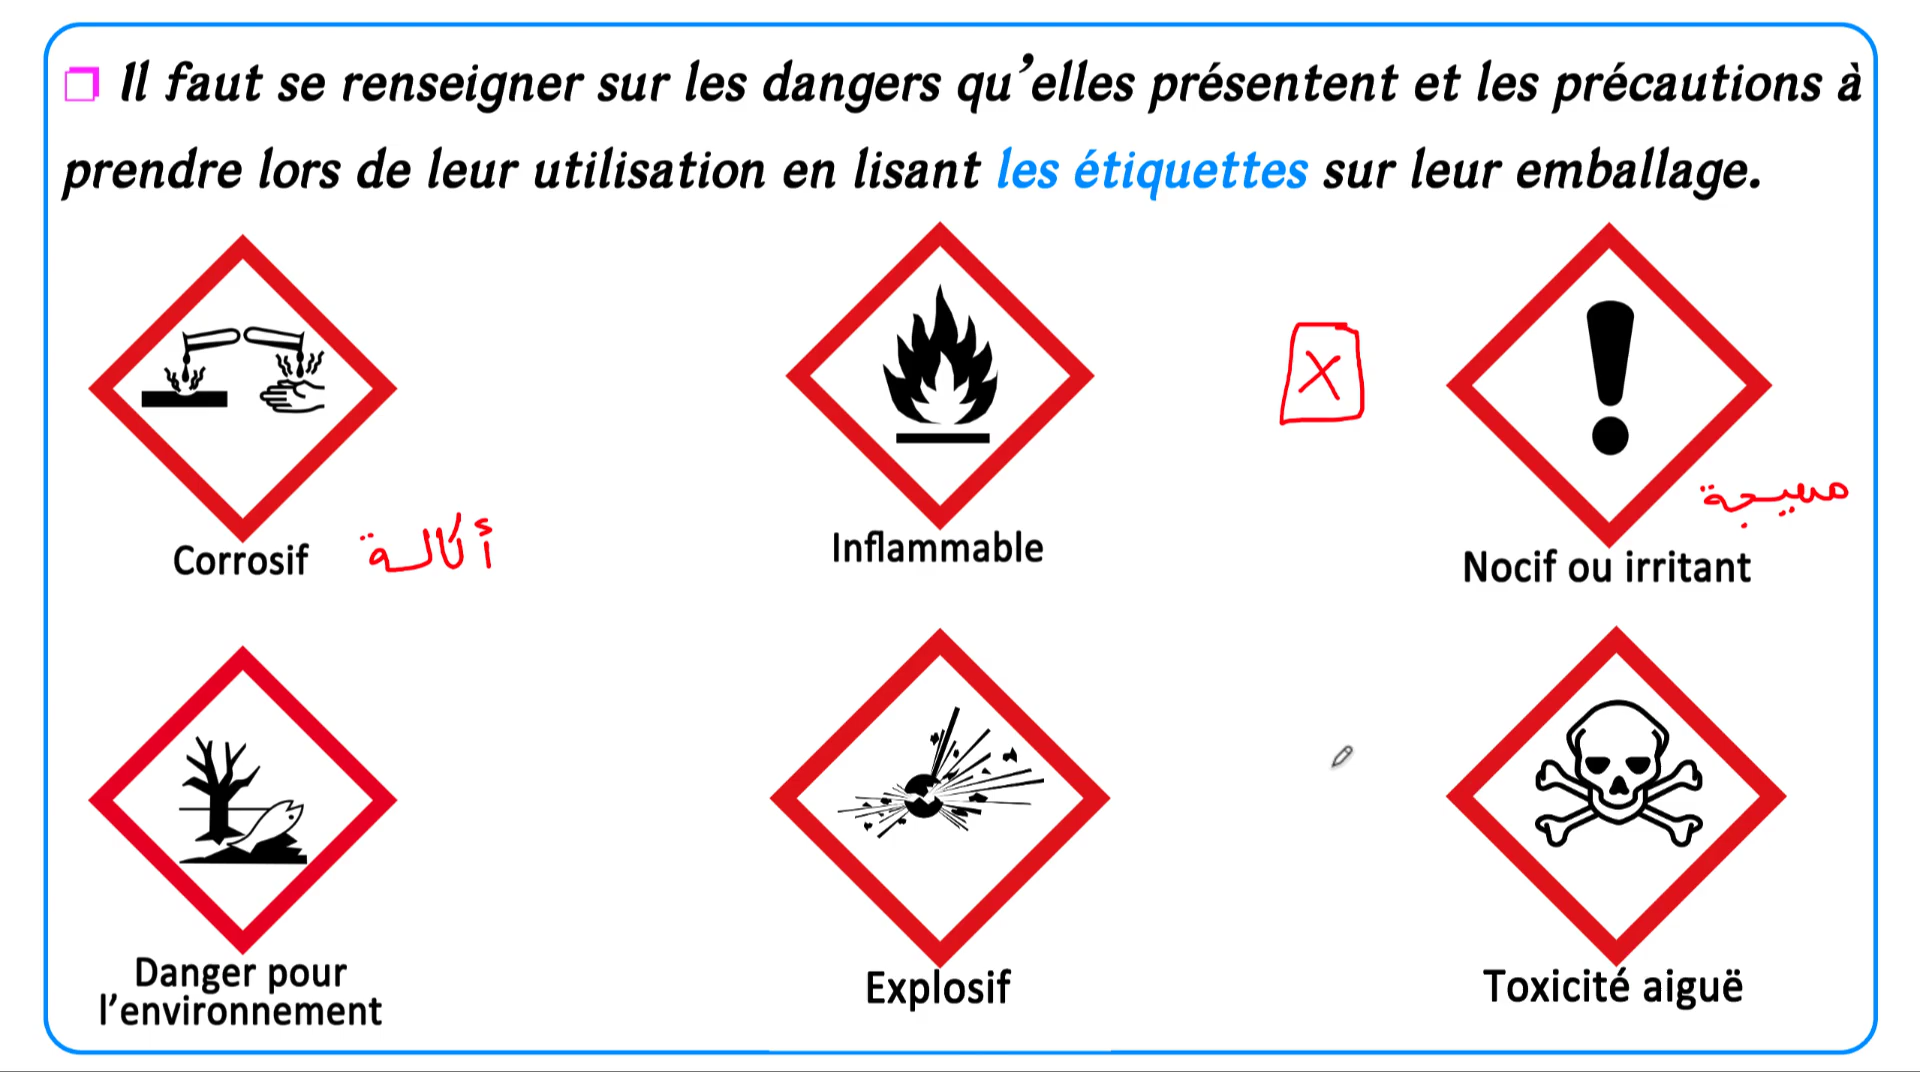 Il faut se renseigner sur les dangers qu'elles présentent et les précautions à
prendre lors de leur utilisation en lisant les étiquettes sur leur emballage.
X
مهيجة
Corrosif
أكالة
Inflammable
Nocif ou irritant
Danger pour
l'environnement
Explosif
Toxicité aiguë